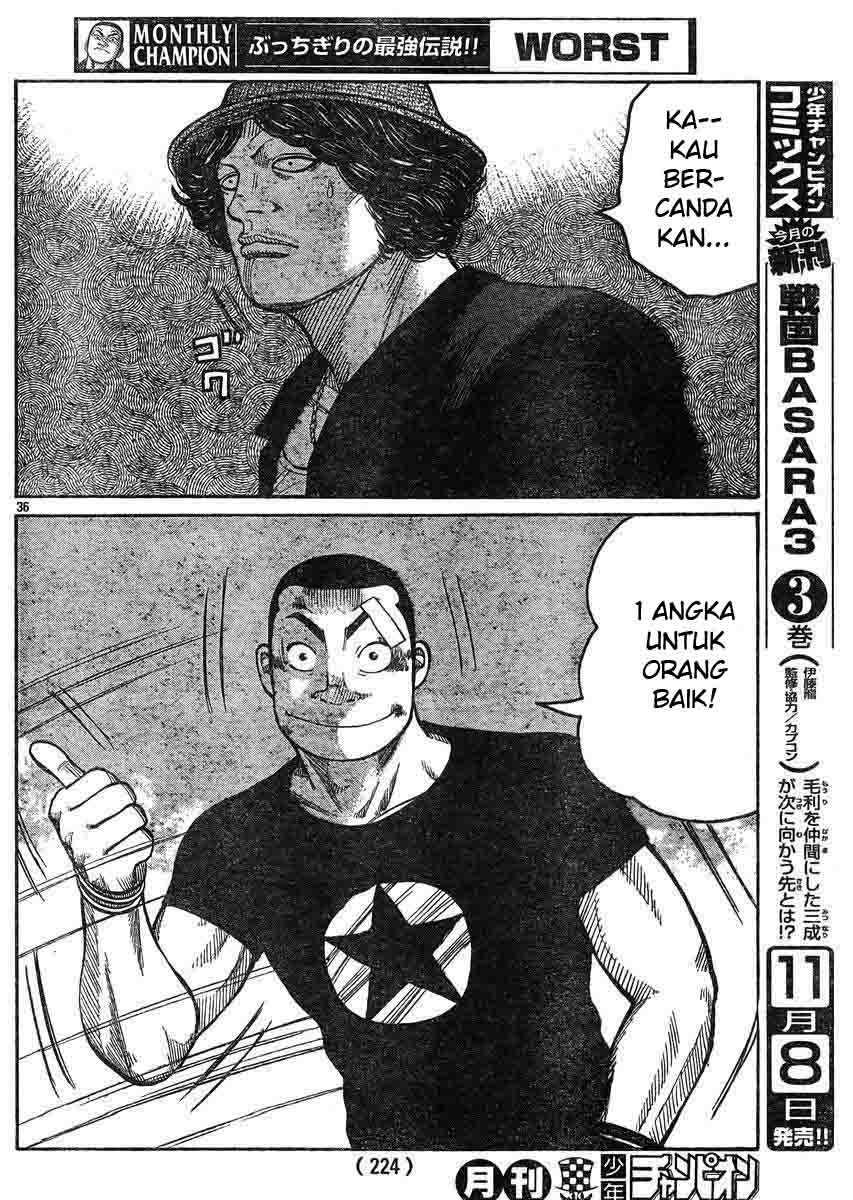 MONTHLY
CHAMPION
ぶっちぎりの最強伝説!!
WORST
KA--
KAU
BER-
CANDA
KAN...
ゴク
36
1 ANGKA
UNTUK
ORANG
BAIK!
少年チャンピオン
コミックス
今月の
新刊
戦国BASARA3
3
巻
伊藤龍
監修・協力/カプコン
毛利を仲間にした三成
が次に向かう先とは!?
11
月
8
日
発売!!
( 224 )
月刊
少年
チャンピオン